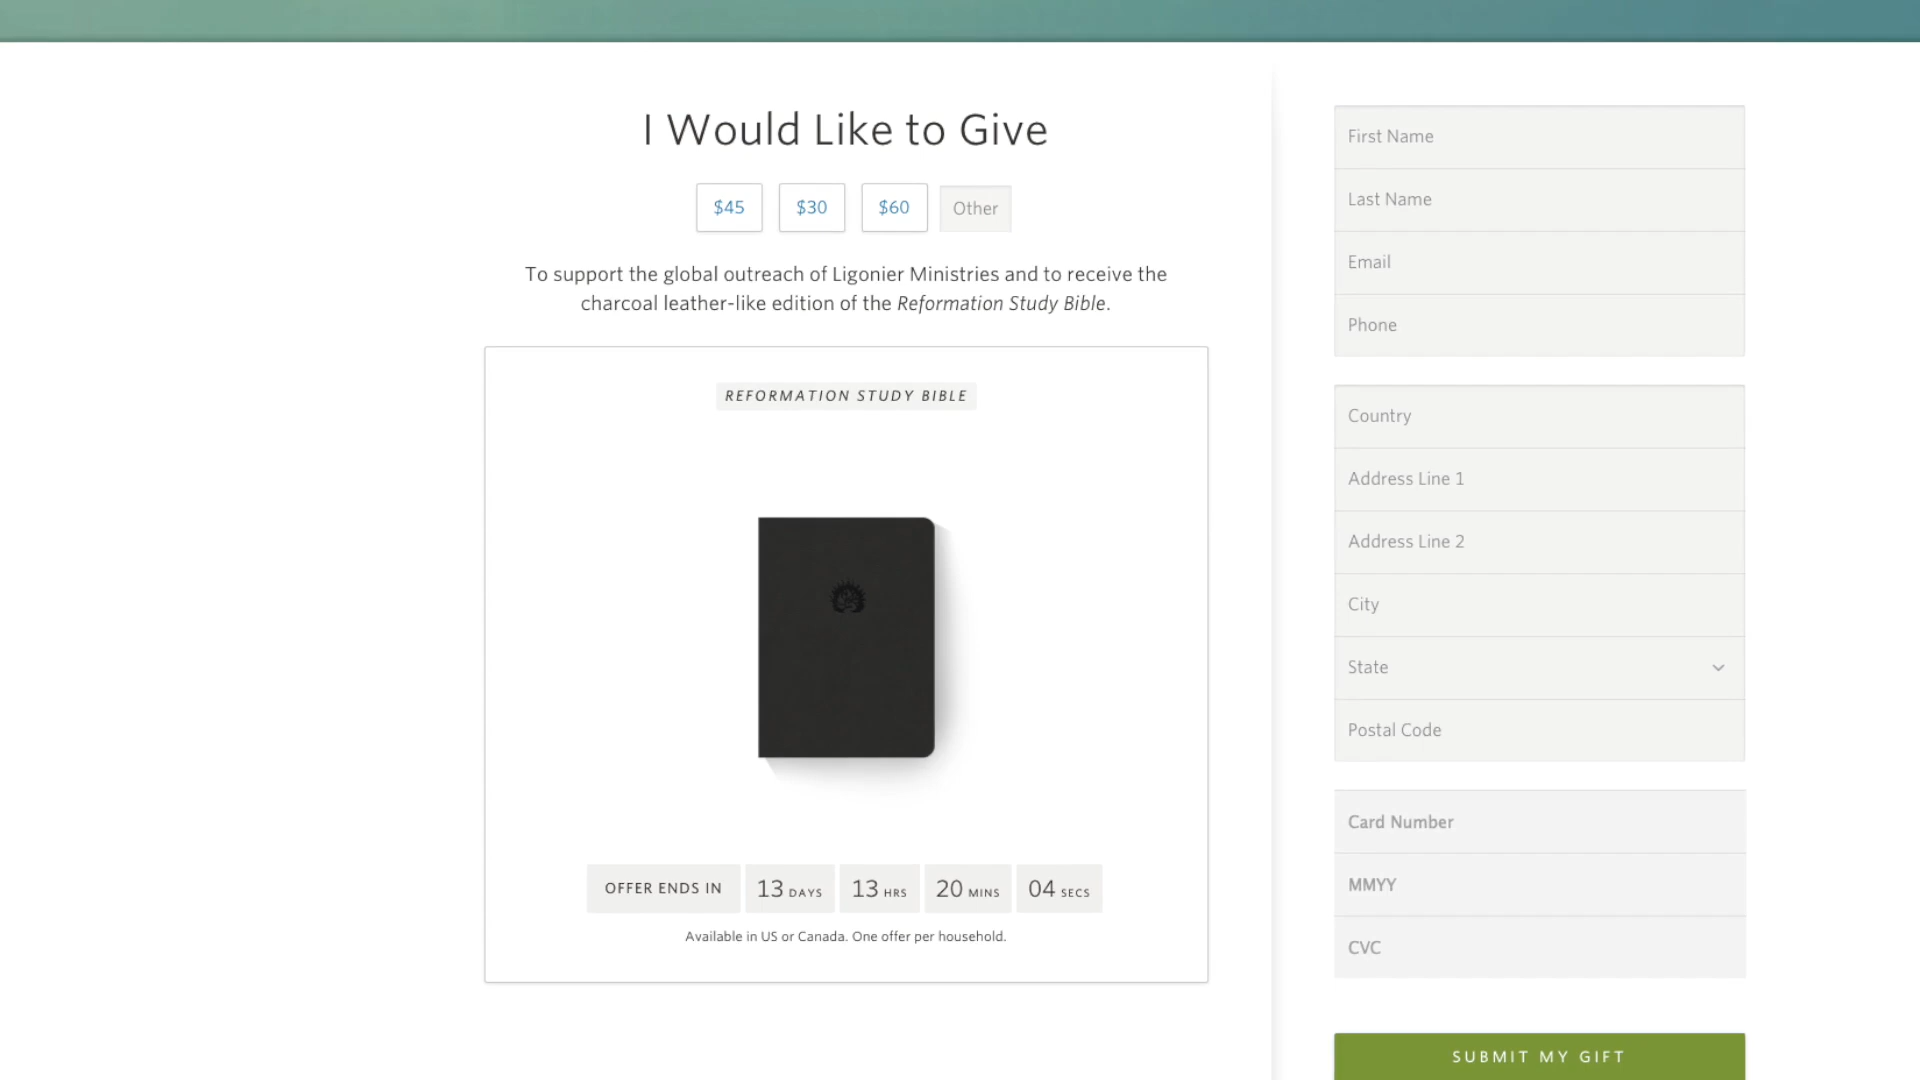 I Would Like to Give
$45
$30
$60
Other
To support the global outreach of Ligonier Ministries and to receive the
charcoal leather-like edition of the Reformation Study Bible.
REFORMATION STUDY BIBLE
OFFER ENDS IN 13 DAYS 13 HRS 20 MINS 04 SECS
Available in US or Canada. One offer per household.
First Name
Last Name
Email
Phone
Country
Address Line 1
Address Line 2
City
State
Postal Code
Card Number
MMYY
CVC
SUBMIT MY GIFT